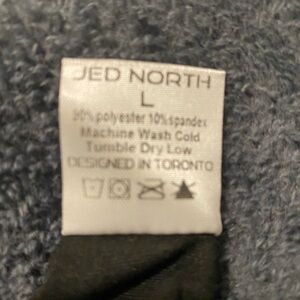 JED NORTH
L
90% polyester 10% spandex
Machine Wash Cold
Tumble Dry Low
DESIGNED IN TORONTO